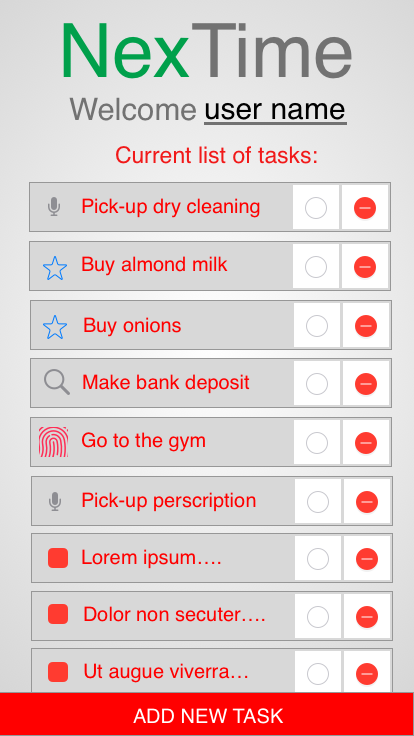 NexTime
Welcome user name
Current list of tasks:
Pick-up dry cleaning
Buy almond milk
Buy onions
Make bank deposit
Go to the gym
Pick-up perscription
Lorem ipsum….
Dolor non secuter….
Ut augue viverra…
ADD NEW TASK